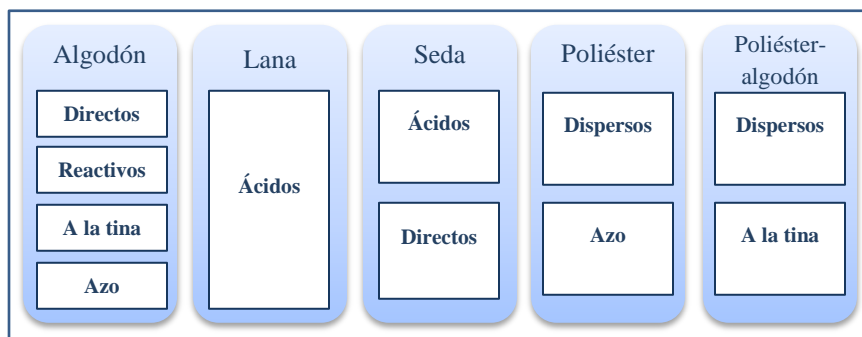 Algodón
Directos
Reactivos
A la tina
Azo
Lana
Ácidos
Seda
Ácidos
Directos
Poliéster
Dispersos
Azo
Poliéster-
algodón
Dispersos
A la tina